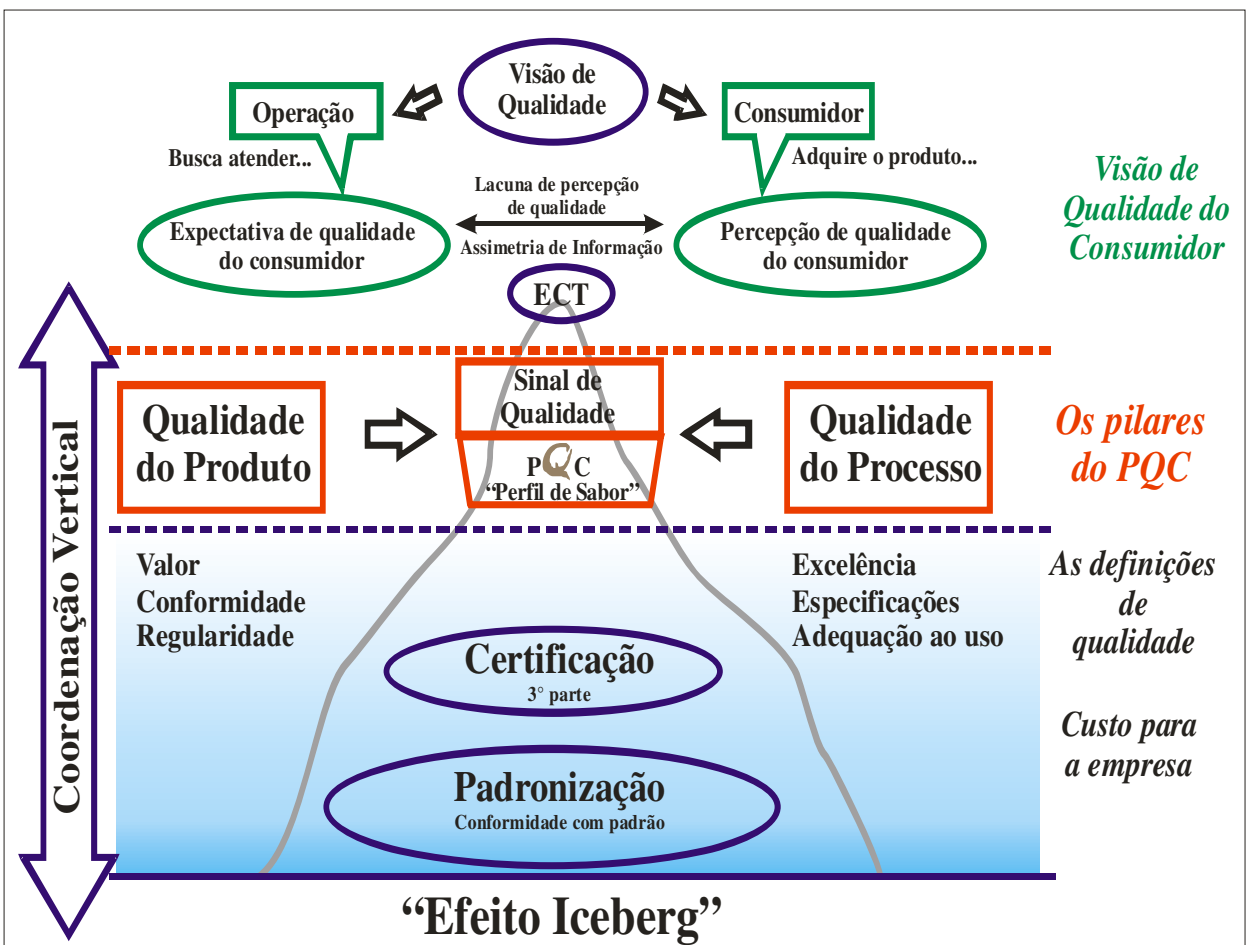 Visão de
Qualidade
Operação
Consumidor
Busca atender...
Adquire o produto...
Lacuna de percepção
de qualidade
Assimetria de Informação
Expectativa de qualidade
do consumidor
Percepção de qualidade
do consumidor
Visão de
Qualidade do
Consumidor
ECT
Coordenação Vertical
Qualidade
do Produto
Sinal de
Qualidade
PQC
“Perfil de Sabor”
Qualidade
do Processo
Os pilares
do PQC
Valor
Conformidade
Regularidade
Excelência
Especificações
Adequação ao uso
As definições
de
qualidade
Certificação
3° parte
Custo para
a empresa
Padronização
Conformidade com padrão
“Efeito Iceberg”